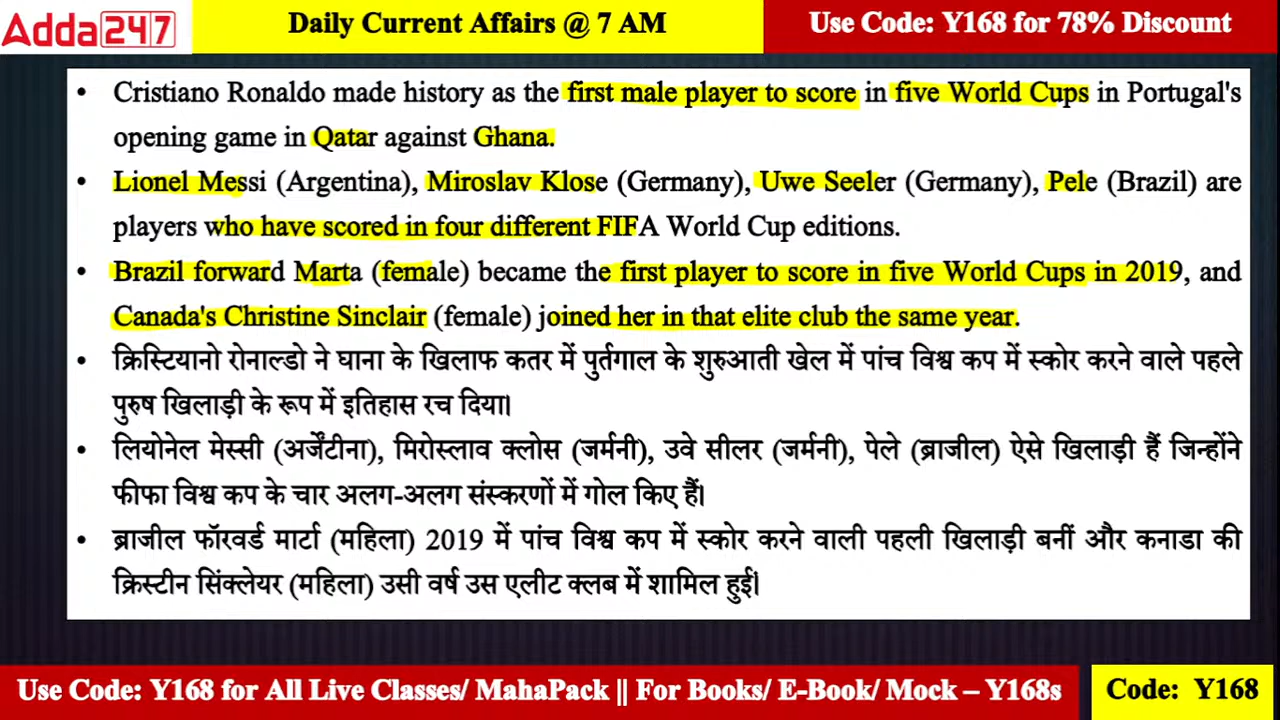 Adda247
Daily Current Affairs @ 7 AM
Use Code: Y168 for 78% Discount
• Cristiano Ronaldo made history as the first male player to score in five World Cups in Portugal's
opening game in Qatar against Ghana.
• Lionel Messi (Argentina), Miroslav Klose (Germany), Uwe Seeler (Germany), Pele (Brazil) are
players who have scored in four different FIFA World Cup editions.
• Brazil forward Marta (female) became the first player to score in five World Cups in 2019, and
Canada's Christine Sinclair (female) joined her in that elite club the same year.
• क्रिस्टियानो रोनाल्डो ने घाना के खिलाफ कतर में पुर्तगाल के शुरुआती खेल में पांच विश्व कप में स्कोर करने वाले पहले
पुरुष खिलाड़ी के रूप में इतिहास रच दिया।
• लियोनेल मेस्सी (अर्जेंटीना), मिरोस्लाव क्लोस (जर्मनी), उवे सीलर (जर्मनी), पेले (ब्राजील) ऐसे खिलाड़ी हैं जिन्होंने
फीफा विश्व कप के चार अलग-अलग संस्करणों में गोल किए हैं।
• ब्राजील फॉरवर्ड मार्टा (महिला) 2019 में पांच विश्व कप में स्कोर करने वाली पहली खिलाड़ी बनीं और कनाडा की
क्रिस्टीन सिंक्लेयर (महिला) उसी वर्ष उस एलीट क्लब में शामिल हुई।
Use Code: Y168 for All Live Classes/ MahaPack || For Books/ E-Book/ Mock – Y168s
Code: Y168